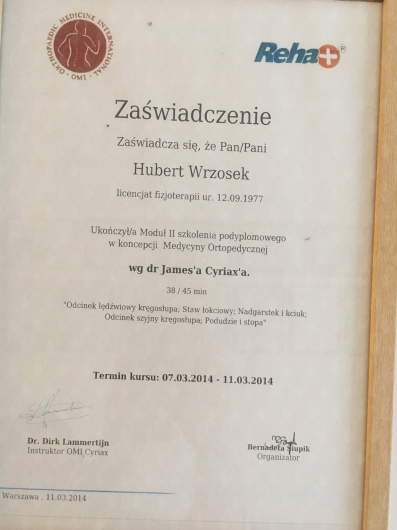 ORTHOPAEDIC MEDICINE INTERNATIONAL
· OMI ·
Reha+®
Zaświadczenie
Zaświadcza się, że Pan/Pani
Hubert Wrzosek
licencjat fizjoterapii ur. 12.09.1977
Ukończył/a Moduł II szkolenia podyplomowego
w koncepcji Medycyny Ortopedycznej
wg dr James'a Cyriax'a.
38 / 45 min
"Odcinek lędźwiowy kręgosłupa; Staw łokciowy; Nadgarstek i kciuk;
Odcinek szyjny kręgosłupa; Podudzie i stopa"
Termin kursu: 07.03.2014 - 11.03.2014
Dr. Dirk Lammertijn
Instruktor OMI Cyriax
Bernadeta Słupik
Organizator
Warszawa , 11.03.2014